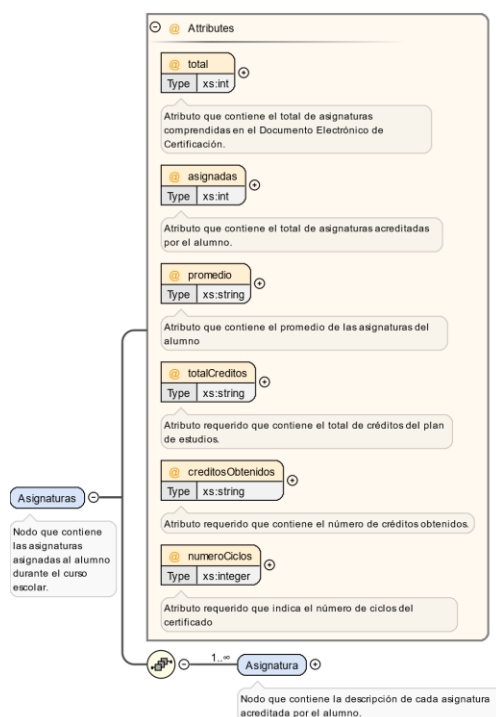 @ Attributes
@ total
Type xs:int
Atributo que contiene el total de asignaturas
comprendidas en el Documento Electrónico de
Certificación.
@ asignadas
Type xs:int
Atributo que contiene el total de asignaturas acreditadas
por el alumno.
@ promedio
Type xs:string
Atributo que contiene el promedio de las asignaturas del
alumno
@ totalCreditos
Type xs:string
Atributo requerido que contiene el total de créditos del plan
de estudios.
@ creditosObtenidos
Type xs:string
Atributo requerido que contiene el número de créditos obtenidos.
@ numeroCiclos
Type xs:integer
Atributo requerido que indica el número de ciclos del
certificado
Asignaturas
Nodo que contiene
las asignaturas
asignadas al alumno
durante el curso
escolar.
1..∞
Asignatura
Nodo que contiene la descripción de cada asignatura
acreditada por el alumno.